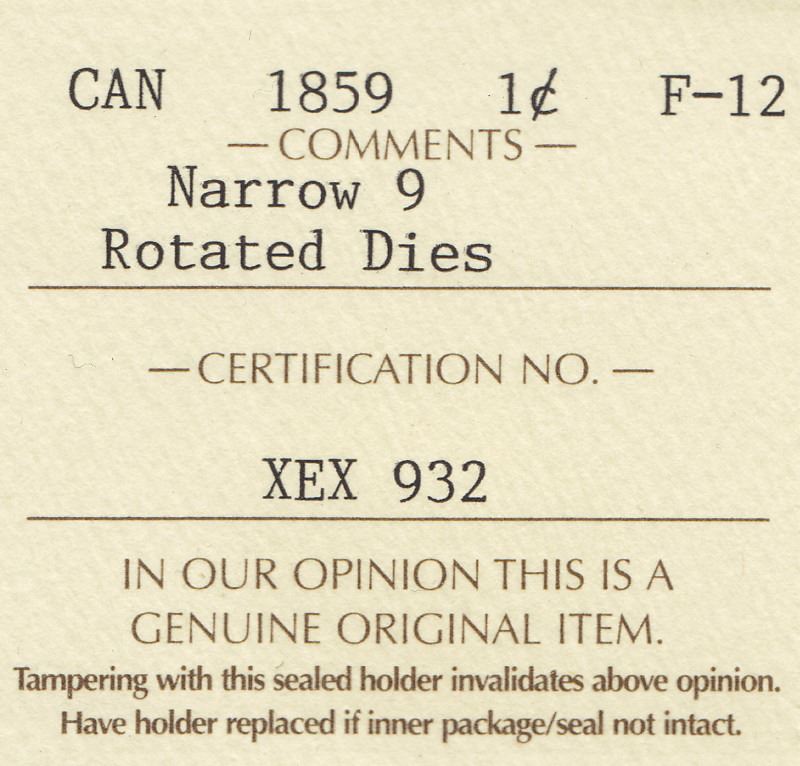 CAN 1859 1¢ F-12
— COMMENTS —
Narrow 9
Rotated Dies
— CERTIFICATION NO. —
XEX 932
IN OUR OPINION THIS IS A
GENUINE ORIGINAL ITEM.
Tampering with this sealed holder invalidates above opinion.
Have holder replaced if inner package/seal not intact.